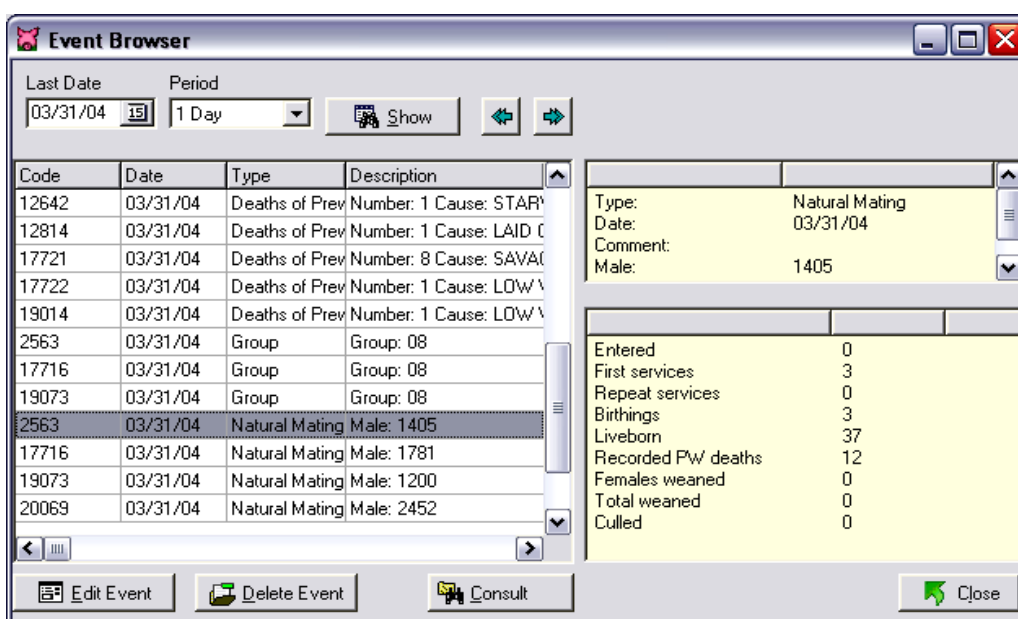 Event Browser
Last Date Period
03/31/04 15 1 Day Show
Code Date Type Description
12642 03/31/04 Deaths of Prev Number: 1 Cause: STAR
12814 03/31/04 Deaths of Prev Number: 1 Cause: LAID
17721 03/31/04 Deaths of Prev Number: 8 Cause: SAVA
17722 03/31/04 Deaths of Prev Number: 1 Cause: LOW
19014 03/31/04 Deaths of Prev Number: 1 Cause: LOW
2563 03/31/04 Group Group: 08
17716 03/31/04 Group Group: 08
19073 03/31/04 Group Group: 08
2563 03/31/04 Natural Mating Male: 1405
17716 03/31/04 Natural Mating Male: 1781
19073 03/31/04 Natural Mating Male: 1200
20069 03/31/04 Natural Mating Male: 2452
Type: Natural Mating
Date: 03/31/04
Comment:
Male: 1405
Entered 0
First services 3
Repeat services 0
Birthings 3
Liveborn 37
Recorded PW deaths 12
Females weaned 0
Total weaned 0
Culled 0
Edit Event Delete Event Consult Close